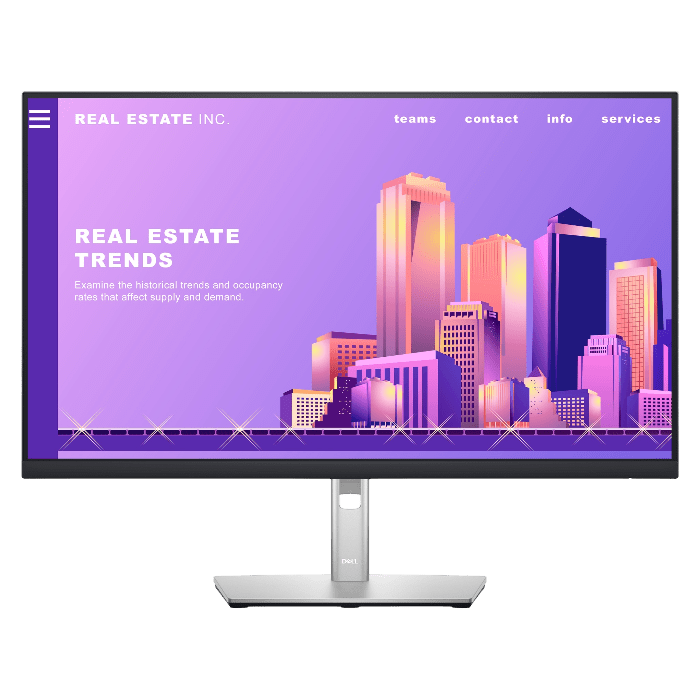 REAL ESTATE INC.
teams contact info services
REAL ESTATE
TRENDS
Examine the historical trends and occupancy
rates that affect supply and demand.
DELL